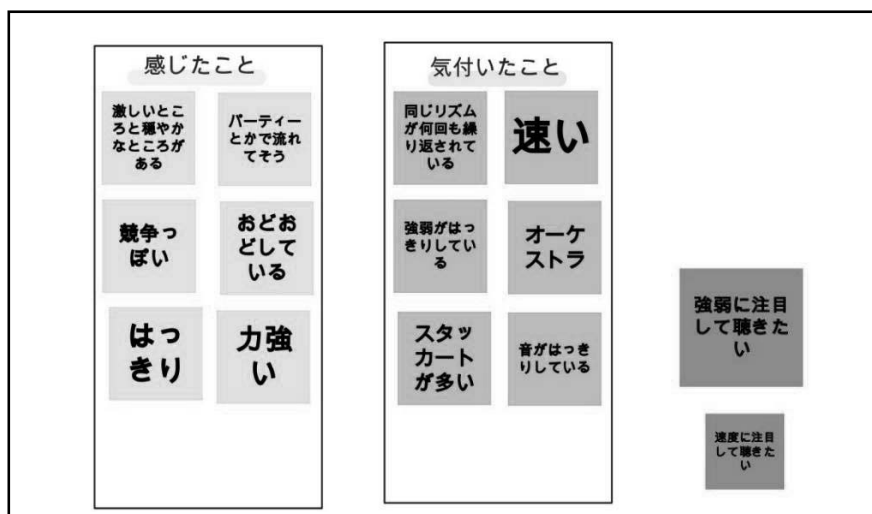 感じたこと
激しいとこ
ろと穏やか
なところが
ある
パーティー
とかで流れ
てそう
競争っ
ぽい
おどお
どして
いる
はっ
きり
力強
い
気付いたこと
同じリズム
が何回も繰
り返されて
いる
速い
強弱がはっ
きりしてい
る
オーケ
ストラ
スタッ
カート
が多い
音がはっき
りしている
強弱に注目
して聴きた
い
速度に注目
して聴きた
い